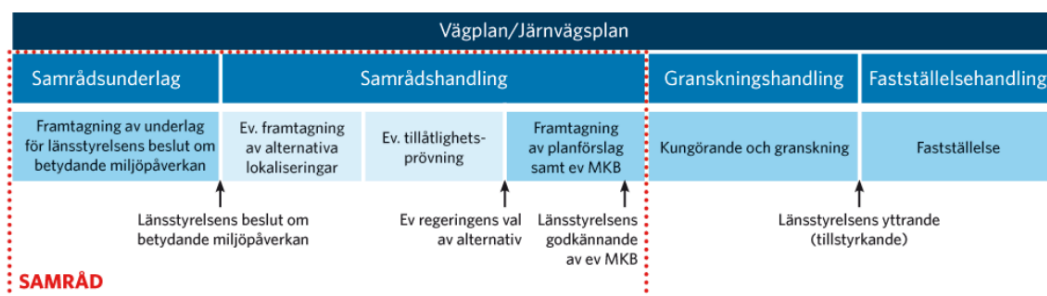 Vägplan/Järnvägsplan
Samrådsunderlag
Samrådshandling
Granskningshandling
Fastställelsehandling
Framtagning av underlag
för länsstyrelsens beslut om
betydande miljöpåverkan
Ev. framtagning
av alternativa
lokaliseringar
Ev. tillåtlighets-
prövning
Framtagning
av planförslag
samt ev MKB
Kungörande och granskning
Fastställelse
Länsstyrelsens beslut om
betydande miljöpåverkan
Ev regeringens val
av alternativ
Länsstyrelsens
godkännande
av ev MKB
Länsstyrelsens yttrande
(tillstyrkande)
SAMRÅD